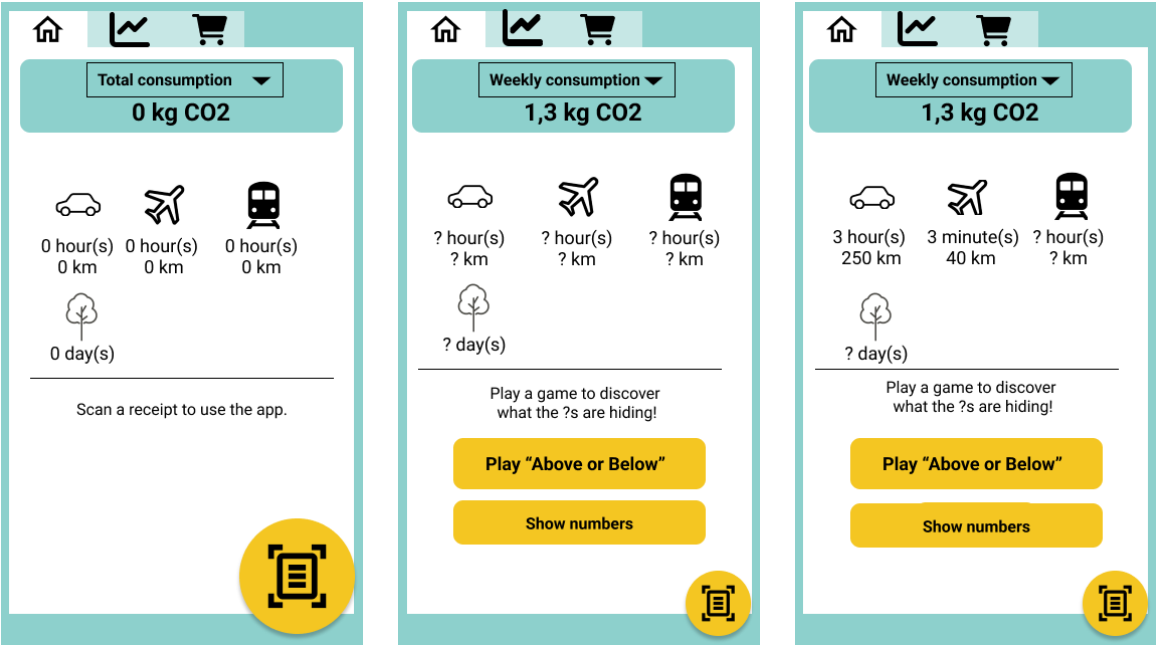 Total consumption
0 kg CO2
0 hour(s) 0 hour(s) 0 hour(s)
0 km 0 km 0 km
0 day(s)
Scan a receipt to use the app.
Weekly consumption
1,3 kg CO2
? hour(s) ? hour(s) ? hour(s)
? km ? km ? km
? day(s)
Play a game to discover
what the ?s are hiding!
Play “Above or Below”
Show numbers
Weekly consumption
1,3 kg CO2
3 hour(s) 3 minute(s) ? hour(s)
250 km 40 km ? km
? day(s)
Play a game to discover
what the ?s are hiding!
Play “Above or Below”
Show numbers